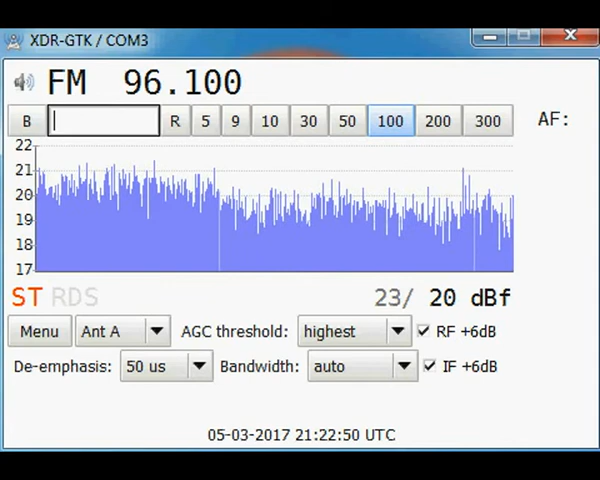 XDR-GTK / COM3
FM 96.100
B R 5 9 10 30 50 100 200 300 AF:
22
21
20
19
18
17
ST RDS 23/ 20 dBf
Menu Ant A AGC threshold: highest RF +6dB
De-emphasis: 50 us Bandwidth: auto IF +6dB
05-03-2017 21:22:50 UTC